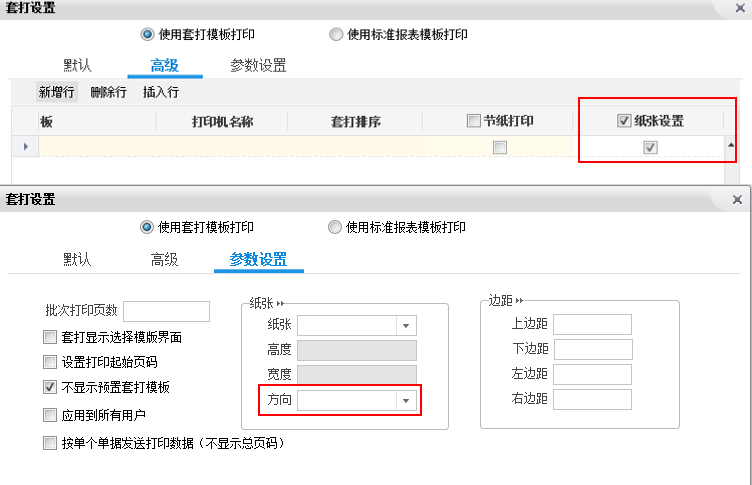 套打设置
使用套打模板打印 使用标准报表模板打印
默认 高级 参数设置
新增行 删除行 插入行
板 打印机名称 套打排序 节纸打印 纸张设置
套打设置
使用套打模板打印 使用标准报表模板打印
默认 高级 参数设置
批次打印页数
套打显示选择模版界面
设置打印起始页码
不显示预置套打模板
应用到所有用户
按单个单据发送打印数据（不显示总页码）
纸张
纸张
高度
宽度
方向
边距
上边距
下边距
左边距
右边距